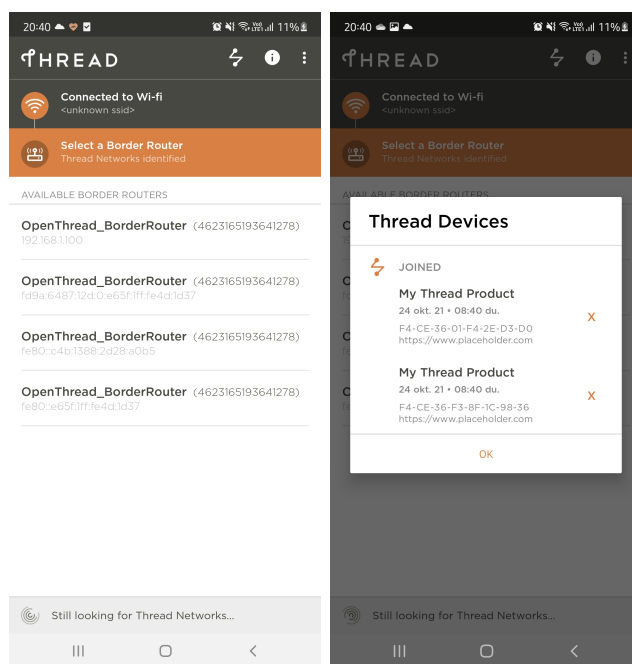 20:40
11%
THREAD
Connected to Wi-fi
<unknown ssid>
Select a Border Router
Thread Networks identified
AVAILABLE BORDER ROUTERS
OpenThread_BorderRouter (4623165193641278)
192.168.1.100
OpenThread_BorderRouter (4623165193641278)
fd9a:6487:12d:0:e65f:1ff:fe4d:1d37
OpenThread_BorderRouter (4623165193641278)
fe80::c4b:1388:2d28:a0b5
OpenThread_BorderRouter (4623165193641278)
fe80::e65f:1ff:fe4d:1d37
Still looking for Thread Networks...
20:40
11%
THREAD
Connected to Wi-fi
<unknown ssid>
Select a Border Router
Thread Networks identified
AVAILABLE BORDER ROUTERS
Thread Devices
JOINED
My Thread Product
24 okt. 21 • 08:40 du.
F4-CE-36-01-F4-2E-D3-D0
https://www.placeholder.com
X
My Thread Product
24 okt. 21 • 08:40 du.
F4-CE-36-F3-8F-1C-98-36
https://www.placeholder.com
X
OK
Still looking for Thread Networks...